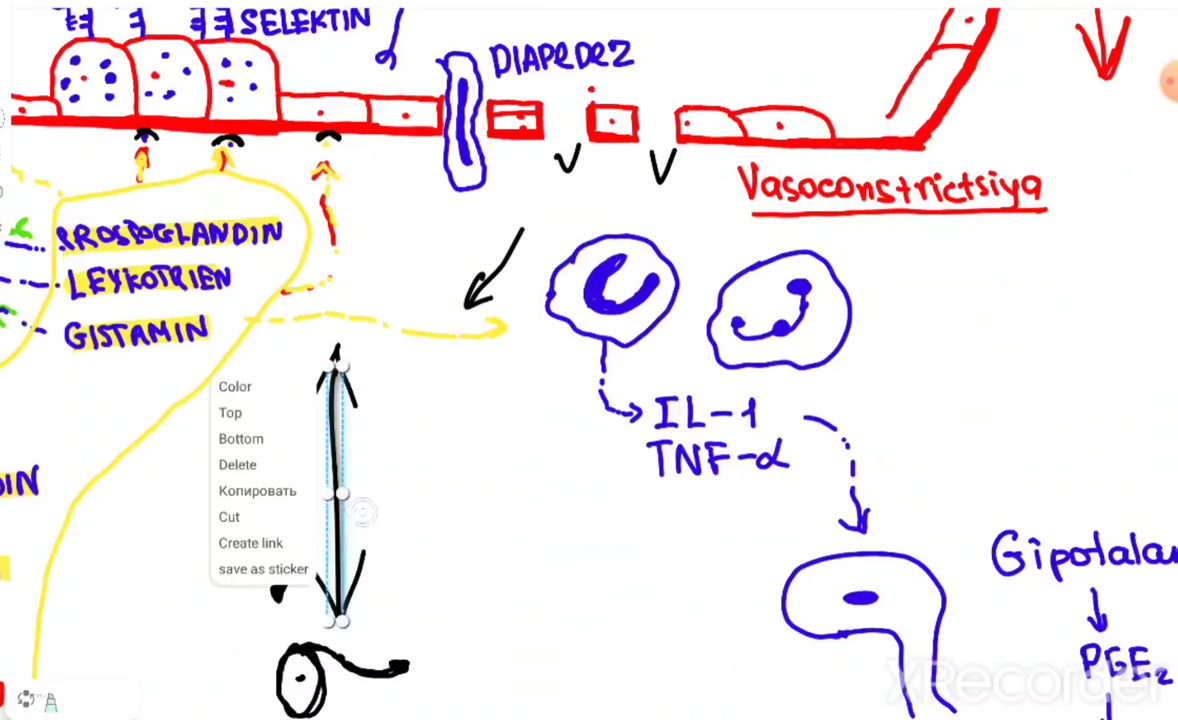 SELEKTIN
DIAPEDEZ
Vasoconstrictsiya
PROSTOGLANDIN
LEYKOTRIEN
GISTAMIN
Color
Top
Bottom
Delete
Копировать
Cut
Create link
save as sticker
IL-1
TNF-α
DIN
Gipotalan
PGE₂
XRecorder